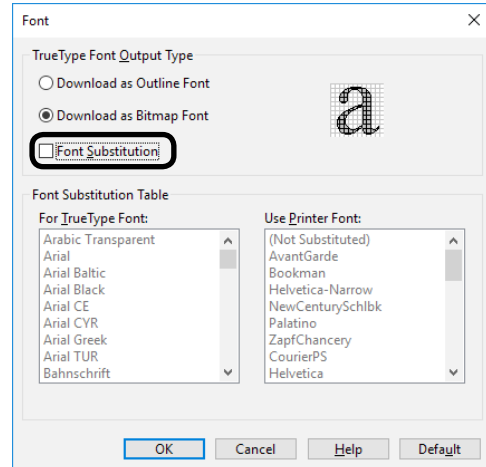 Font
TrueType Font Output Type
Download as Outline Font
Download as Bitmap Font
a
Font Substitution
Font Substitution Table
For TrueType Font:
Arabic Transparent
Arial
Arial Baltic
Arial Black
Arial CE
Arial CYR
Arial Greek
Arial TUR
Bahnschrift
Use Printer Font:
(Not Substituted)
AvantGarde
Bookman
Helvetica-Narrow
NewCenturySchlbk
Palatino
ZapfChancery
CourierPS
Helvetica
OK Cancel Help Default